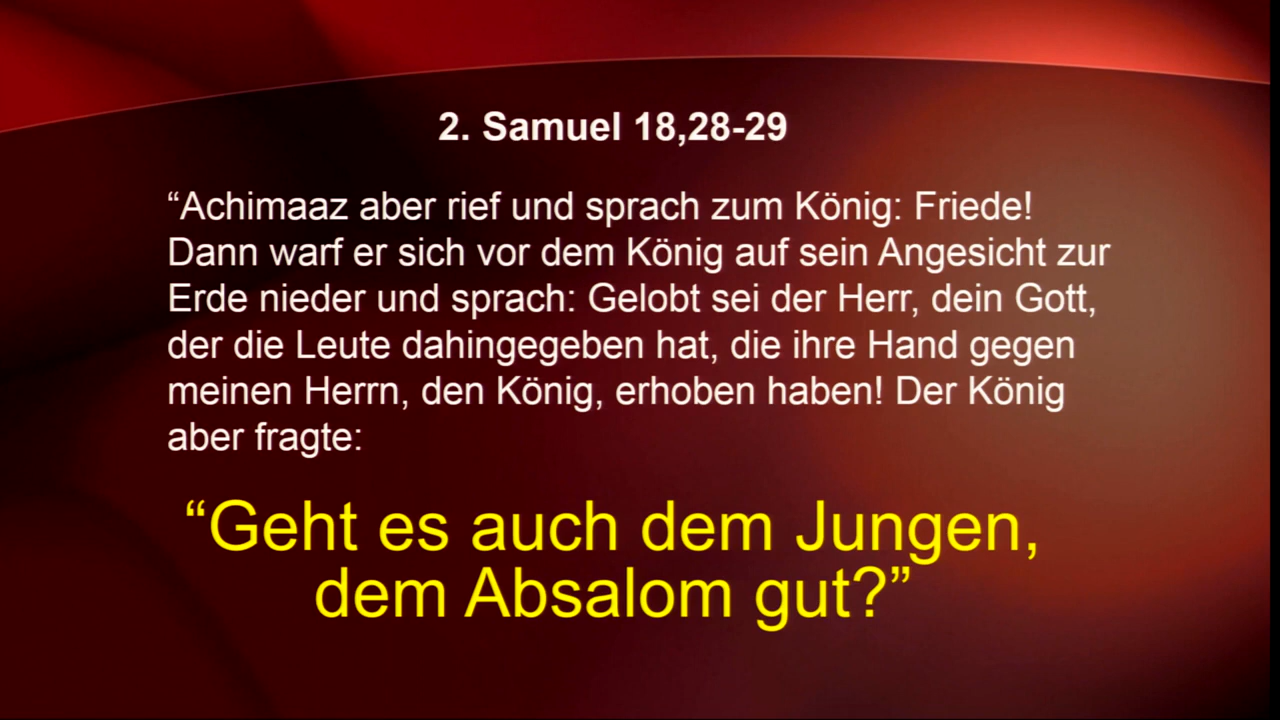 2. Samuel 18,28-29
“Achimaaz aber rief und sprach zum König: Friede!
Dann warf er sich vor dem König auf sein Angesicht zur
Erde nieder und sprach: Gelobt sei der Herr, dein Gott,
der die Leute dahingegeben hat, die ihre Hand gegen
meinen Herrn, den König, erhoben haben! Der König
aber fragte:
“Geht es auch dem Jungen,
dem Absalom gut?”